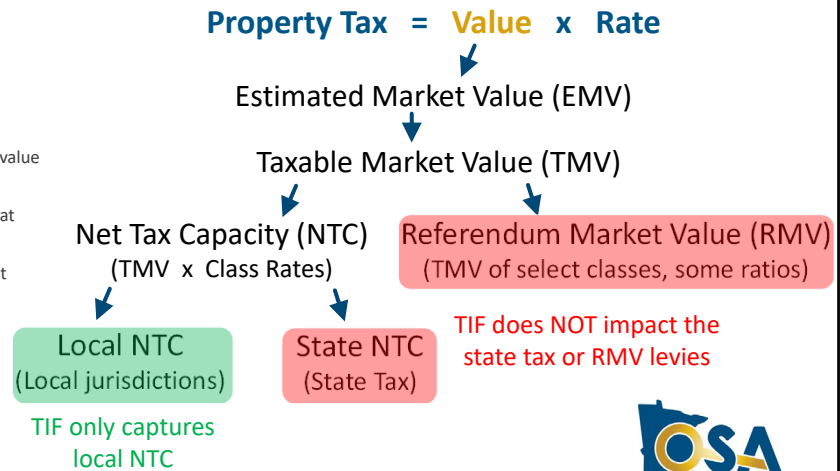 Property Tax = Value x Rate
Estimated Market Value (EMV)
value
Taxable Market Value (TMV)
at
Net Tax Capacity (NTC)
(TMV x Class Rates)
t
Referendum Market Value (RMV)
(TMV of select classes, some ratios)
TIF does NOT impact the
state tax or RMV levies
Local NTC
(Local jurisdictions)
State NTC
(State Tax)
TIF only captures
local NTC
OSA